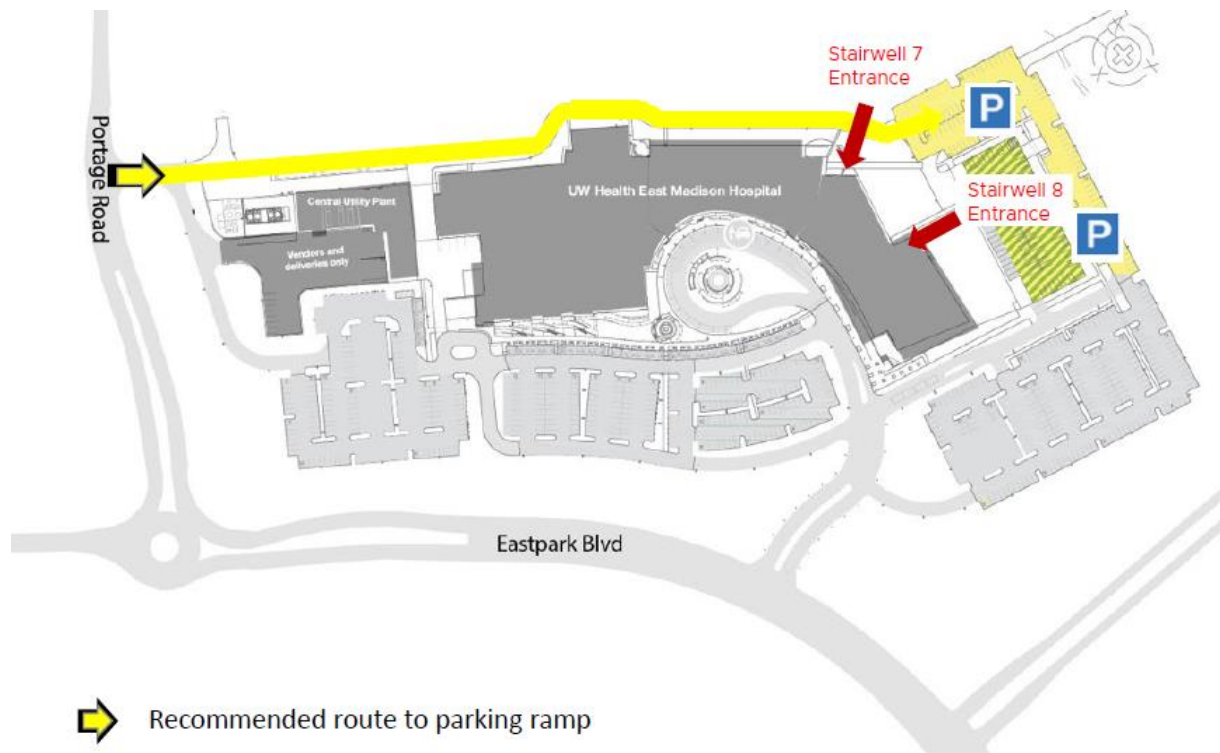 Stairwell 7
Entrance
P
Portage Road
UW Health East Madison Hospital
Stairwell 8
Entrance
Central Utility Plant
P
Vendors and
deliveries only
Eastpark Blvd
Recommended route to parking ramp